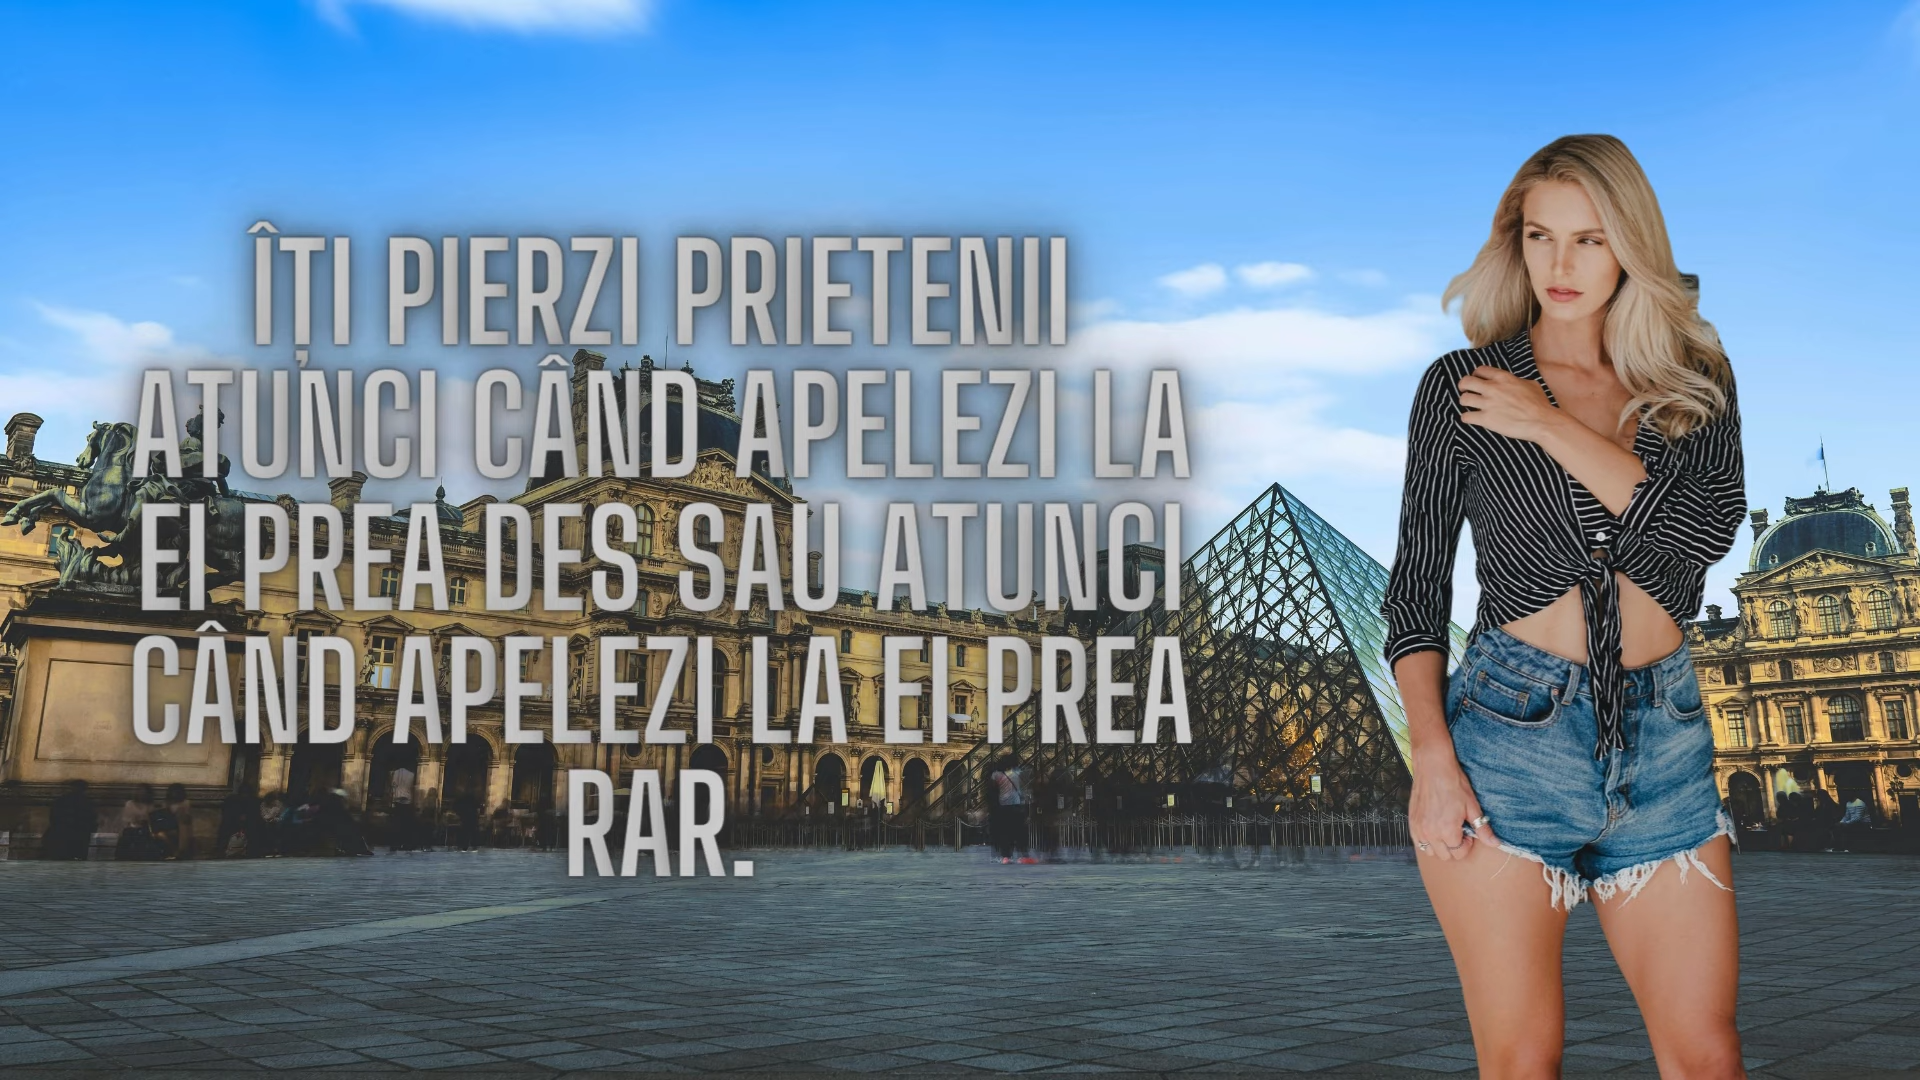 ÎȚI PIERZI PRIETENII
ATUNCI CÂND APELEZI LA
EI PREA DES SAU ATUNCI
CÂND APELEZI LA EI PREA
RAR.